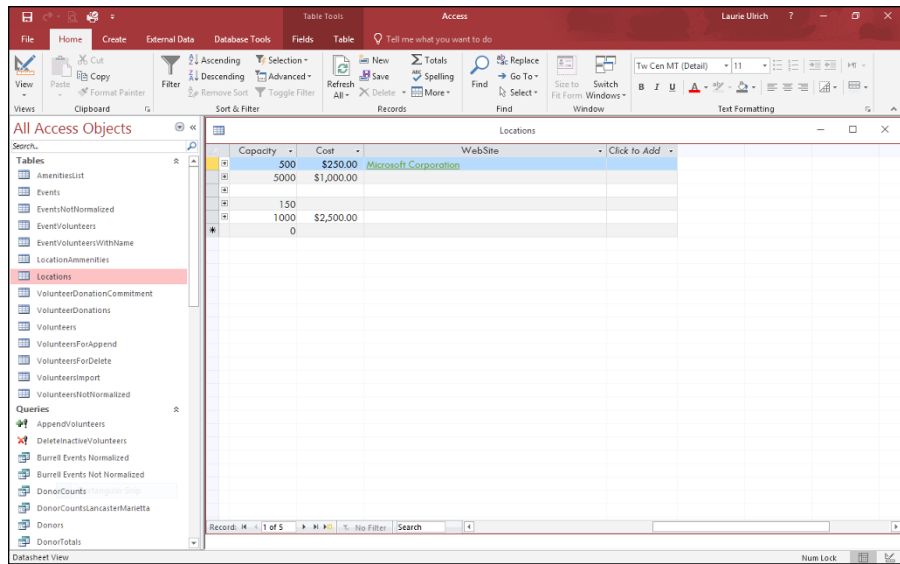 Table Tools Access Laurie Ulrich ?
File Home Create External Data Database Tools Fields Table Tell me what you want to do
View
Views
Paste
Cut
Copy
Format Painter
Clipboard
Filter
Ascending
Descending
Remove Sort
Selection
Advanced
Toggle Filter
Sort & Filter
Refresh
All
New
Save
Delete
Totals
Spelling
More
Records
Find
Replace
Go To
Select
Find
Size to
Fit Form
Switch
Windows
Window
Tw Cen MT (Detail) 11
B I U A
Text Formatting
All Access Objects
Search...
Tables
AmenitiesList
Events
EventsNotNormalized
EventVolunteers
EventVolunteersWithName
LocationAmmenities
Locations
VolunteerDonationCommitment
VolunteerDonations
Volunteers
VolunteersForAppend
VolunteersForDelete
VolunteersImport
VolunteersNotNormalized
Queries
AppendVolunteers
DeleteInactiveVolunteers
Burrell Events Normalized
Burrell Events Not Normalized
DonorCounts
DonorCountsLancasterMarietta
Donors
DonorTotals
Locations
Capacity Cost WebSite Click to Add
500 $250.00 Microsoft Corporation
5000 $1,000.00
150
1000 $2,500.00
0
Record: 1 of 5 No Filter Search
Datasheet View Num Lock